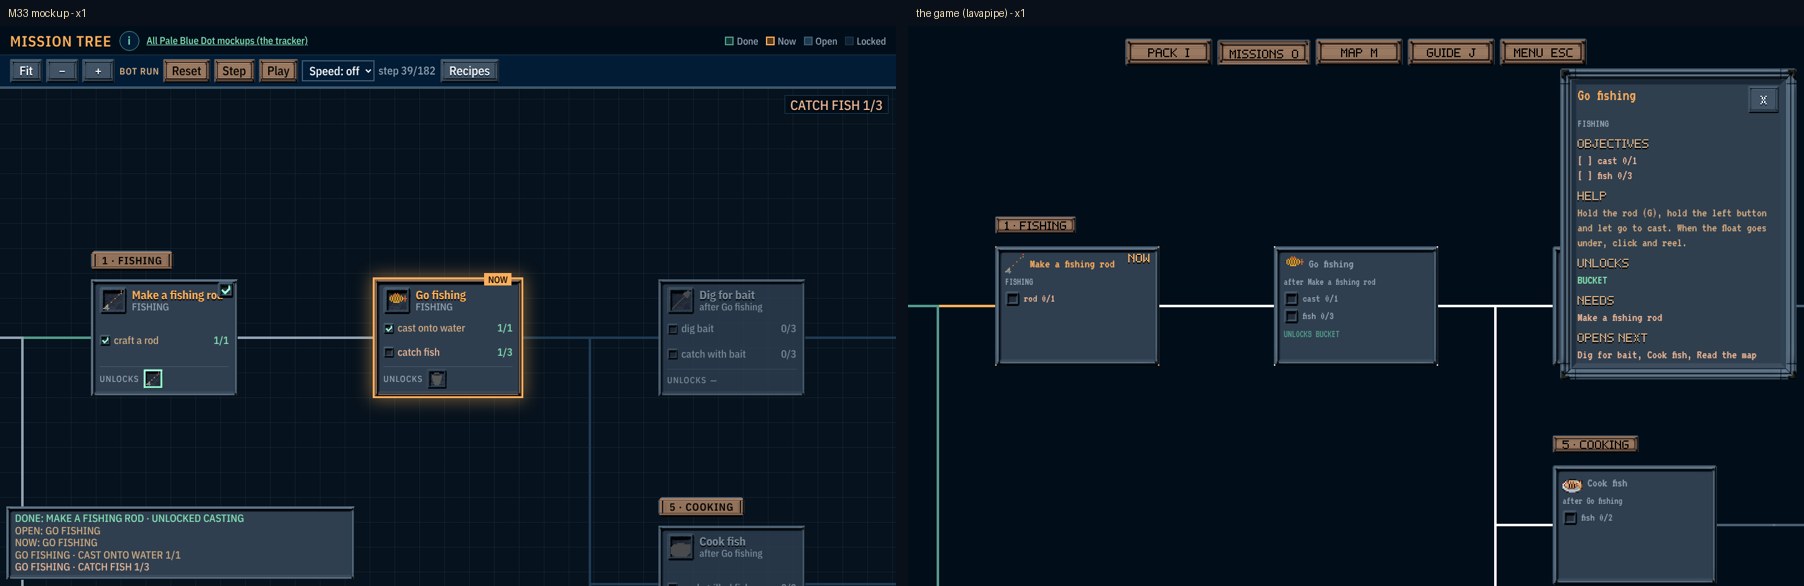 M33 mockup - x1
MISSION TREE
i
All Pale Blue Dot mockups (the tracker)
Done
Now
Open
Locked
Fit
−
+
BOT RUN
Reset
Step
Play
Speed: off
step 39/182
Recipes
CATCH FISH 1/3
1 · FISHING
Make a fishing rod
FISHING
craft a rod 1/1
UNLOCKS
NOW
Go fishing
FISHING
cast onto water 1/1
catch fish 1/3
UNLOCKS
Dig for bait
after Go fishing
dig bait 0/3
catch with bait 0/3
UNLOCKS —
5 · COOKING
Cook fish
after Go fishing
DONE: MAKE A FISHING ROD · UNLOCKED CASTING
OPEN: GO FISHING
NOW: GO FISHING
GO FISHING · CAST ONTO WATER 1/1
GO FISHING · CATCH FISH 1/3
the game (lavapipe) - x1
PACK I
MISSIONS O
MAP M
GUIDE J
MENU ESC
1 · FISHING
NOW
Make a fishing rod
FISHING
rod 0/1
Go fishing
after Make a fishing rod
cast 0/1
fish 0/3
UNLOCKS BUCKET
Go fishing
X
FISHING
OBJECTIVES
[ ] cast 0/1
[ ] fish 0/3
HELP
Hold the rod (G), hold the left button
and let go to cast. When the float goes
under, click and reel.
UNLOCKS
BUCKET
NEEDS
Make a fishing rod
OPENS NEXT
Dig for bait, Cook fish, Read the map
5 · COOKING
Cook fish
after Go fishing
fish 0/2